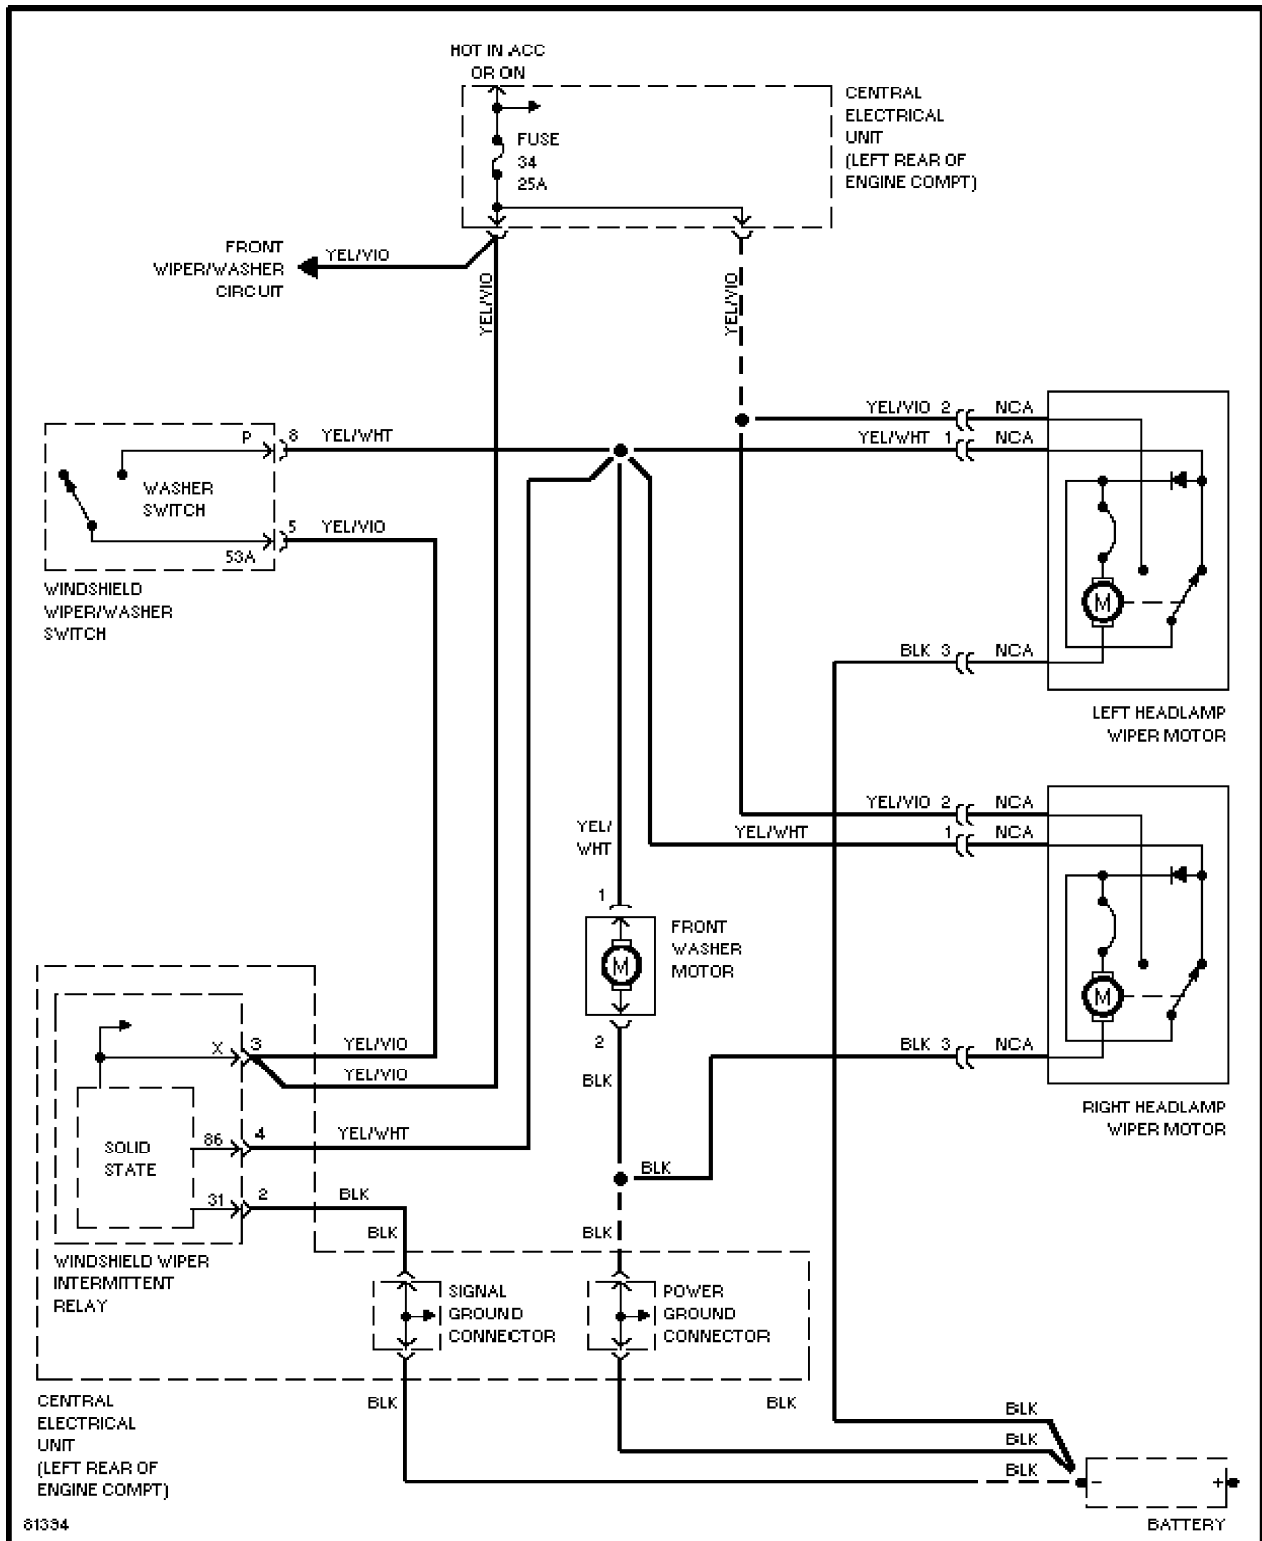 HOT IN ACC
OR ON
CENTRAL
ELECTRICAL
UNIT
(LEFT REAR OF
ENGINE COMPT)
FUSE
34
25A
FRONT
WIPER/WASHER
CIRCUIT
YEL/VIO
YEL/VIO
YEL/VIO
YEL/VIO 2 NCA
P 8 YEL/WHT
YEL/WHT 1 NCA
WASHER
SWITCH
5 YEL/VIO
53A
WINDSHIELD
WIPER/WASHER
SWITCH
M
BLK 3 NCA
LEFT HEADLAMP
WIPER MOTOR
YEL/VIO 2 NCA
YEL/
WHT
YEL/WHT 1 NCA
1
FRONT
WASHER
MOTOR
M
M
2
BLK
BLK 3 NCA
RIGHT HEADLAMP
WIPER MOTOR
X 3 YEL/VIO
YEL/VIO
SOLID
STATE
86 4 YEL/WHT
BLK
31 2 BLK
BLK
BLK
WINDSHIELD WIPER
INTERMITTENT
RELAY
SIGNAL
GROUND
CONNECTOR
POWER
GROUND
CONNECTOR
CENTRAL
ELECTRICAL
UNIT
(LEFT REAR OF
ENGINE COMPT)
BLK
BLK
BLK
BLK
BLK
- +
BATTERY
81394